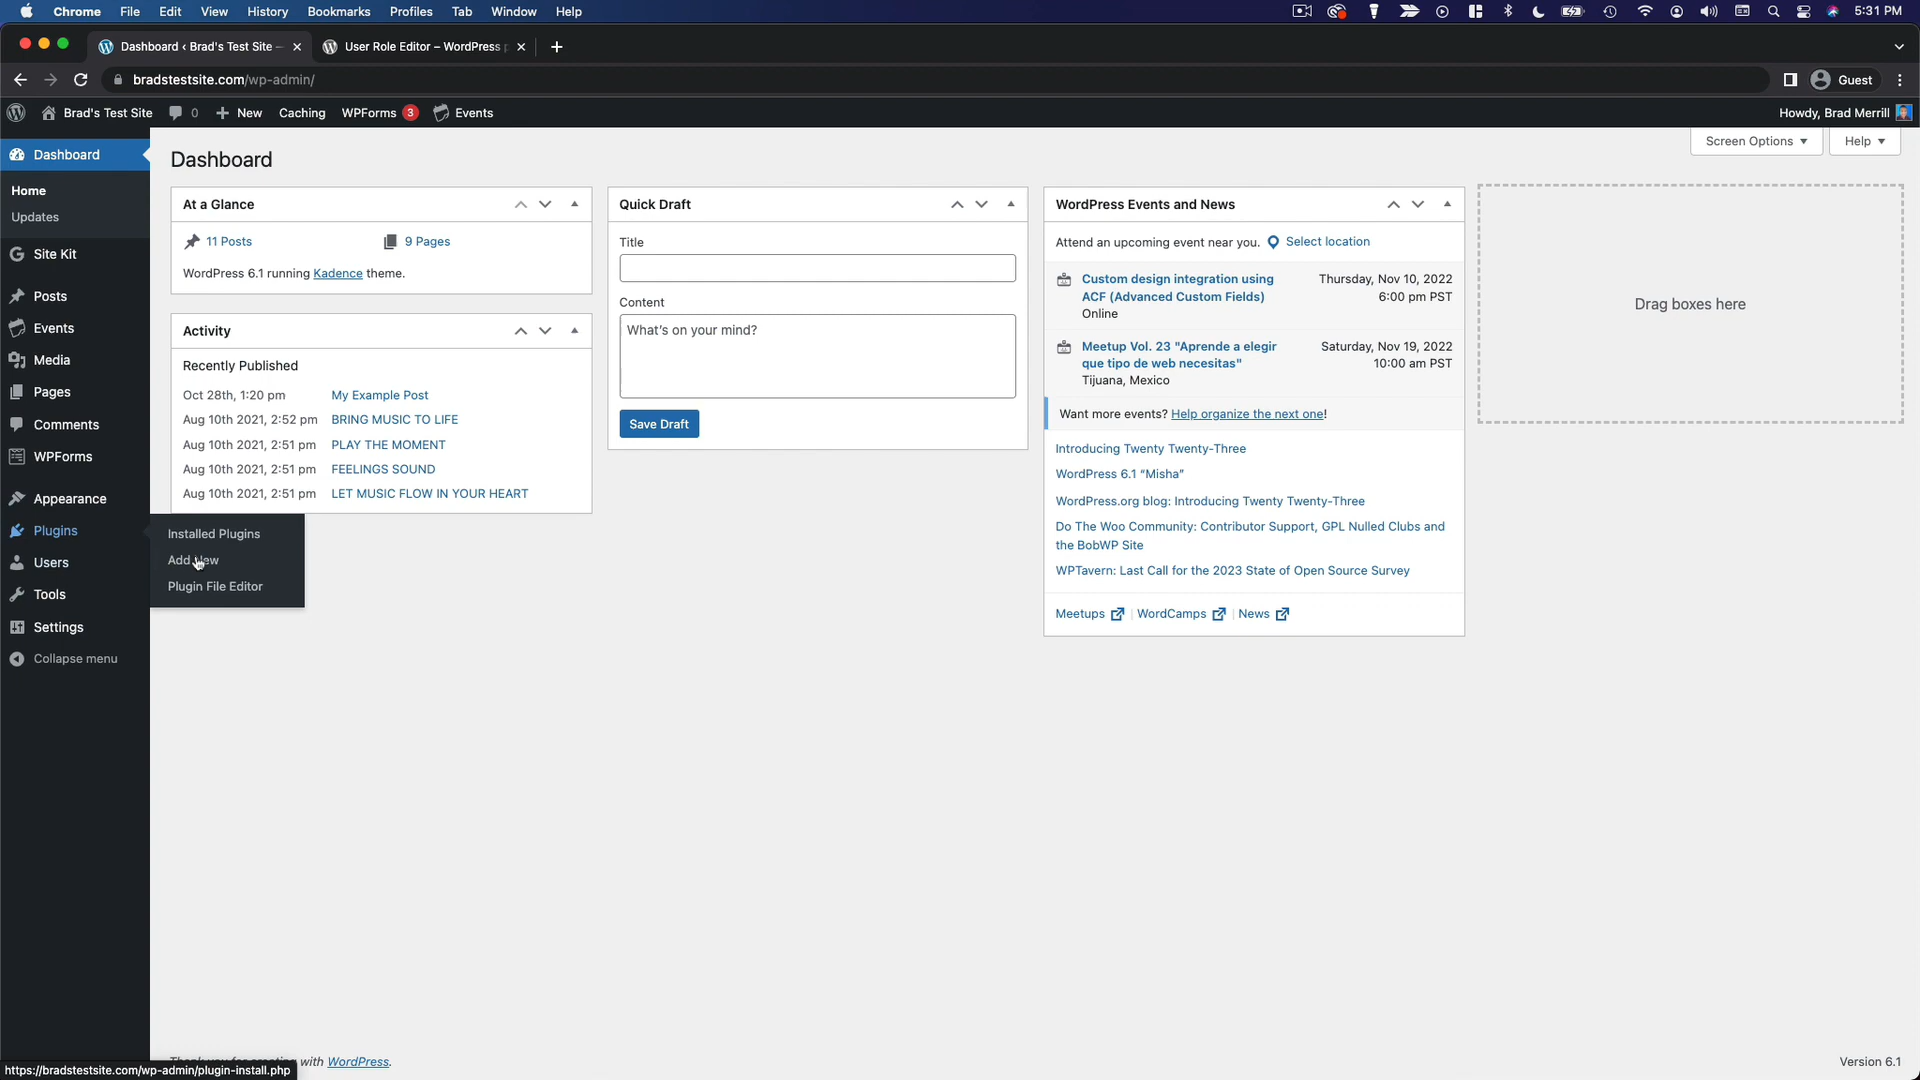 Chrome File Edit View History Bookmarks Profiles Tab Window Help 5:31 PM
Dashboard ‹ Brad's Test Site — User Role Editor – WordPress p
bradstestsite.com/wp-admin/ Guest
Brad's Test Site 0 New Caching WPForms 3 Events Howdy, Brad Merrill
Dashboard
Home
Updates
Site Kit
Posts
Events
Media
Pages
Comments
WPForms
Appearance
Plugins
Users
Tools
Settings
Collapse menu
Installed Plugins
Add New
Plugin File Editor
Screen Options Help
Dashboard
At a Glance
11 Posts 9 Pages
WordPress 6.1 running Kadence theme.
Activity
Recently Published
Oct 28th, 1:20 pm My Example Post
Aug 10th 2021, 2:52 pm BRING MUSIC TO LIFE
Aug 10th 2021, 2:51 pm PLAY THE MOMENT
Aug 10th 2021, 2:51 pm FEELINGS SOUND
Aug 10th 2021, 2:51 pm LET MUSIC FLOW IN YOUR HEART
Quick Draft
Title
Content
What's on your mind?
Save Draft
WordPress Events and News
Attend an upcoming event near you. Select location
Custom design integration using Thursday, Nov 10, 2022
ACF (Advanced Custom Fields) 6:00 pm PST
Online
Meetup Vol. 23 "Aprende a elegir Saturday, Nov 19, 2022
que tipo de web necesitas" 10:00 am PST
Tijuana, Mexico
Want more events? Help organize the next one!
Introducing Twenty Twenty-Three
WordPress 6.1 “Misha”
WordPress.org blog: Introducing Twenty Twenty-Three
Do The Woo Community: Contributor Support, GPL Nulled Clubs and
the BobWP Site
WPTavern: Last Call for the 2023 State of Open Source Survey
Meetups WordCamps News
Drag boxes here
with WordPress.
Version 6.1
https://bradstestsite.com/wp-admin/plugin-install.php